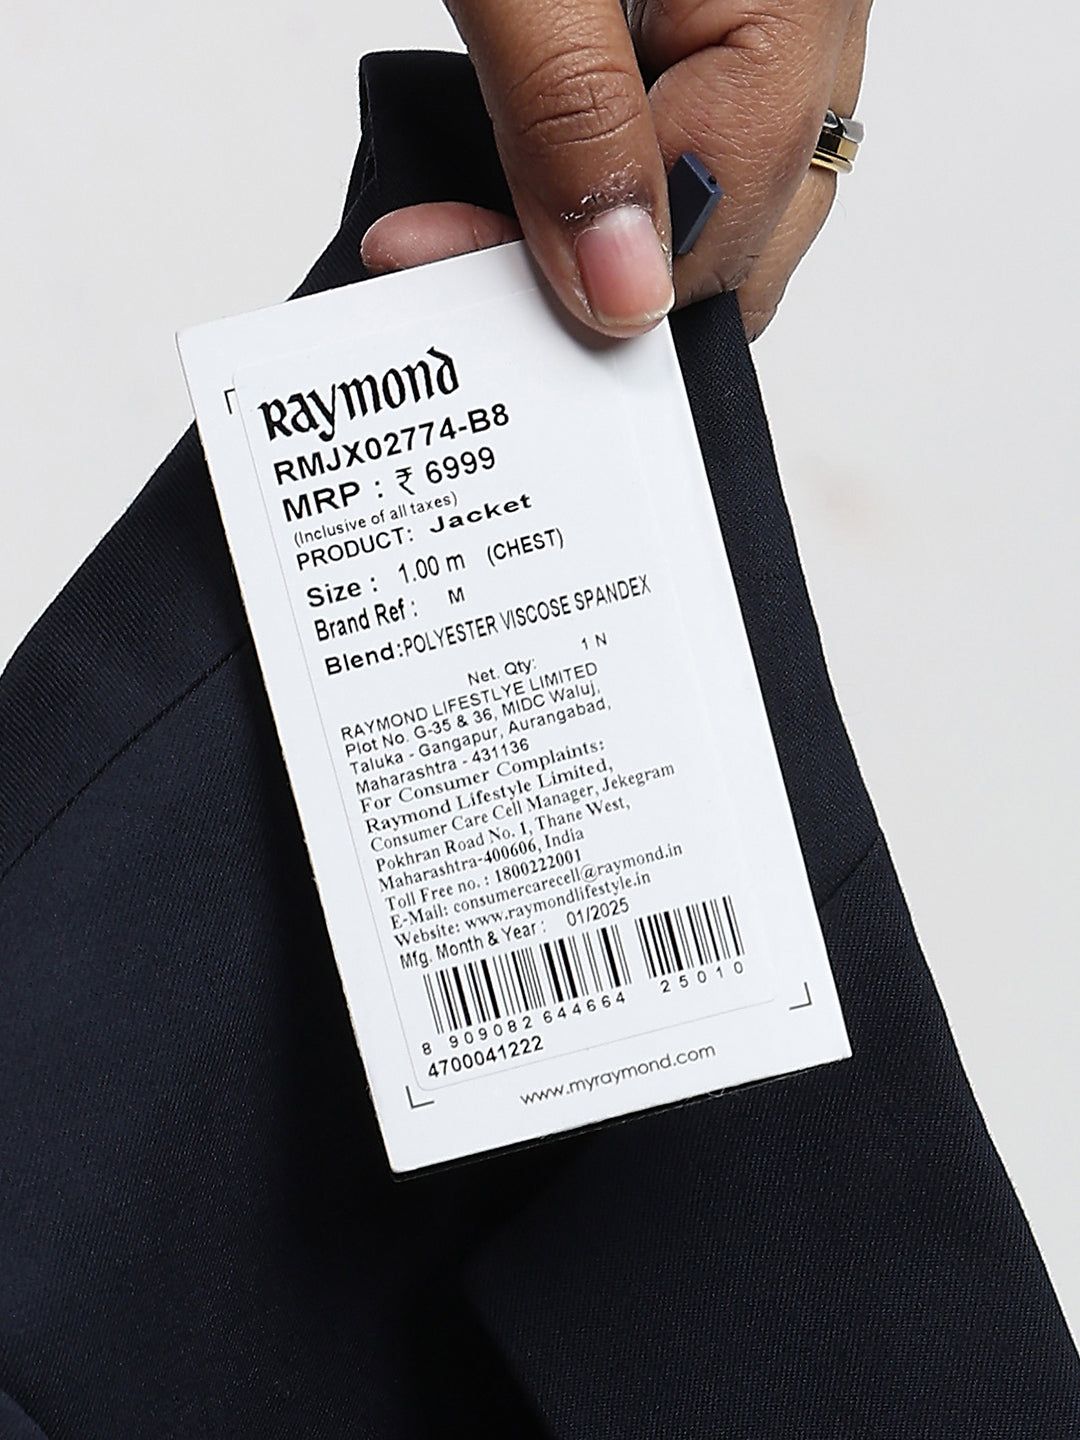 Raymond
RMJX02774-B8
MRP : ₹ 6999
(Inclusive of all taxes)
PRODUCT: Jacket
Size : 1.00 m (CHEST)
Brand Ref : M
Blend:POLYESTER VISCOSE SPANDEX
Net. Qty: 1 N
RAYMOND LIFESTLYE LIMITED
Plot No. G-35 & 36, MIDC Waluj,
Taluka - Gangapur, Aurangabad,
Maharashtra - 431136
For Consumer Complaints:
Raymond Lifestyle Limited,
Consumer Care Cell Manager, Jekegram
Pokhran Road No. 1, Thane West,
Maharashtra-400606, India
Toll Free no. : 1800222001
E-Mail: consumercarecell@raymond.in
Website: www.raymondlifestyle.in
Mfg. Month & Year : 01/2025
8 909082 644664 25010
4700041222
www.myraymond.com